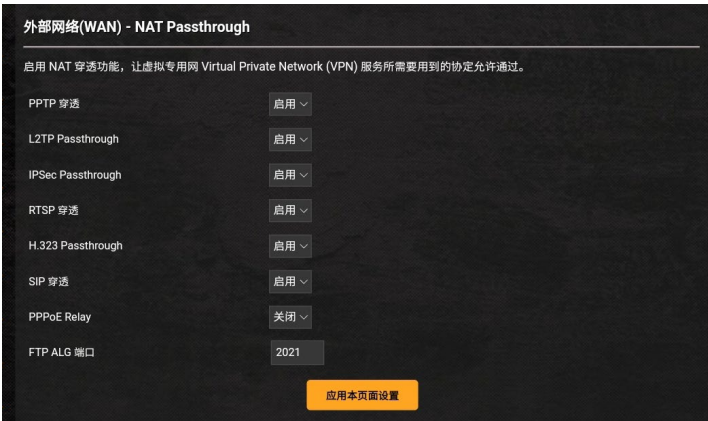 外部网络(WAN) - NAT Passthrough
启用 NAT 穿透功能，让虚拟专用网 Virtual Private Network (VPN) 服务所需要用到的协定允许通过。
PPTP 穿透 启用
L2TP Passthrough 启用
IPSec Passthrough 启用
RTSP 穿透 启用
H.323 Passthrough 启用
SIP 穿透 启用
PPPoE Relay 关闭
FTP ALG 端口 2021
应用本页面设置